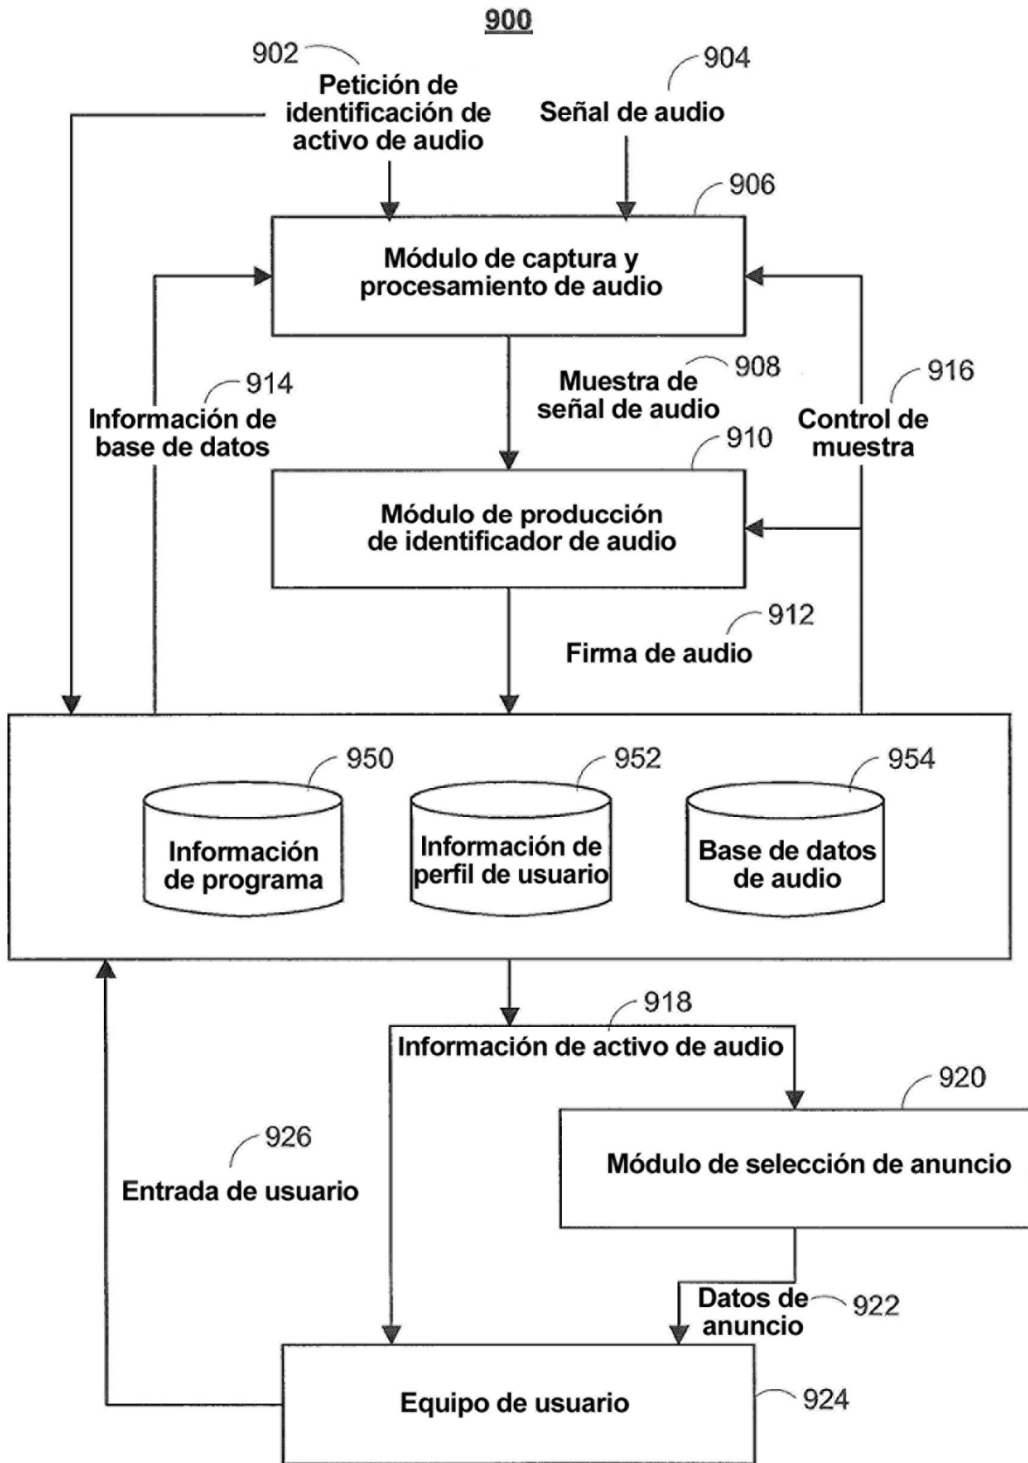 900
902
904
Petición de
identificación de
activo de audio
Señal de audio
906
Módulo de captura y
procesamiento de audio
908
Muestra de
señal de audio
914
Información de
base de datos
916
Control de
muestra
910
Módulo de producción
de identificador de audio
912
Firma de audio
950
952
954
Información
de programa
Información de
perfil de usuario
Base de datos
de audio
918
Información de activo de audio
920
Módulo de selección de anuncio
926
Entrada de usuario
Datos de
anuncio
922
Equipo de usuario
924